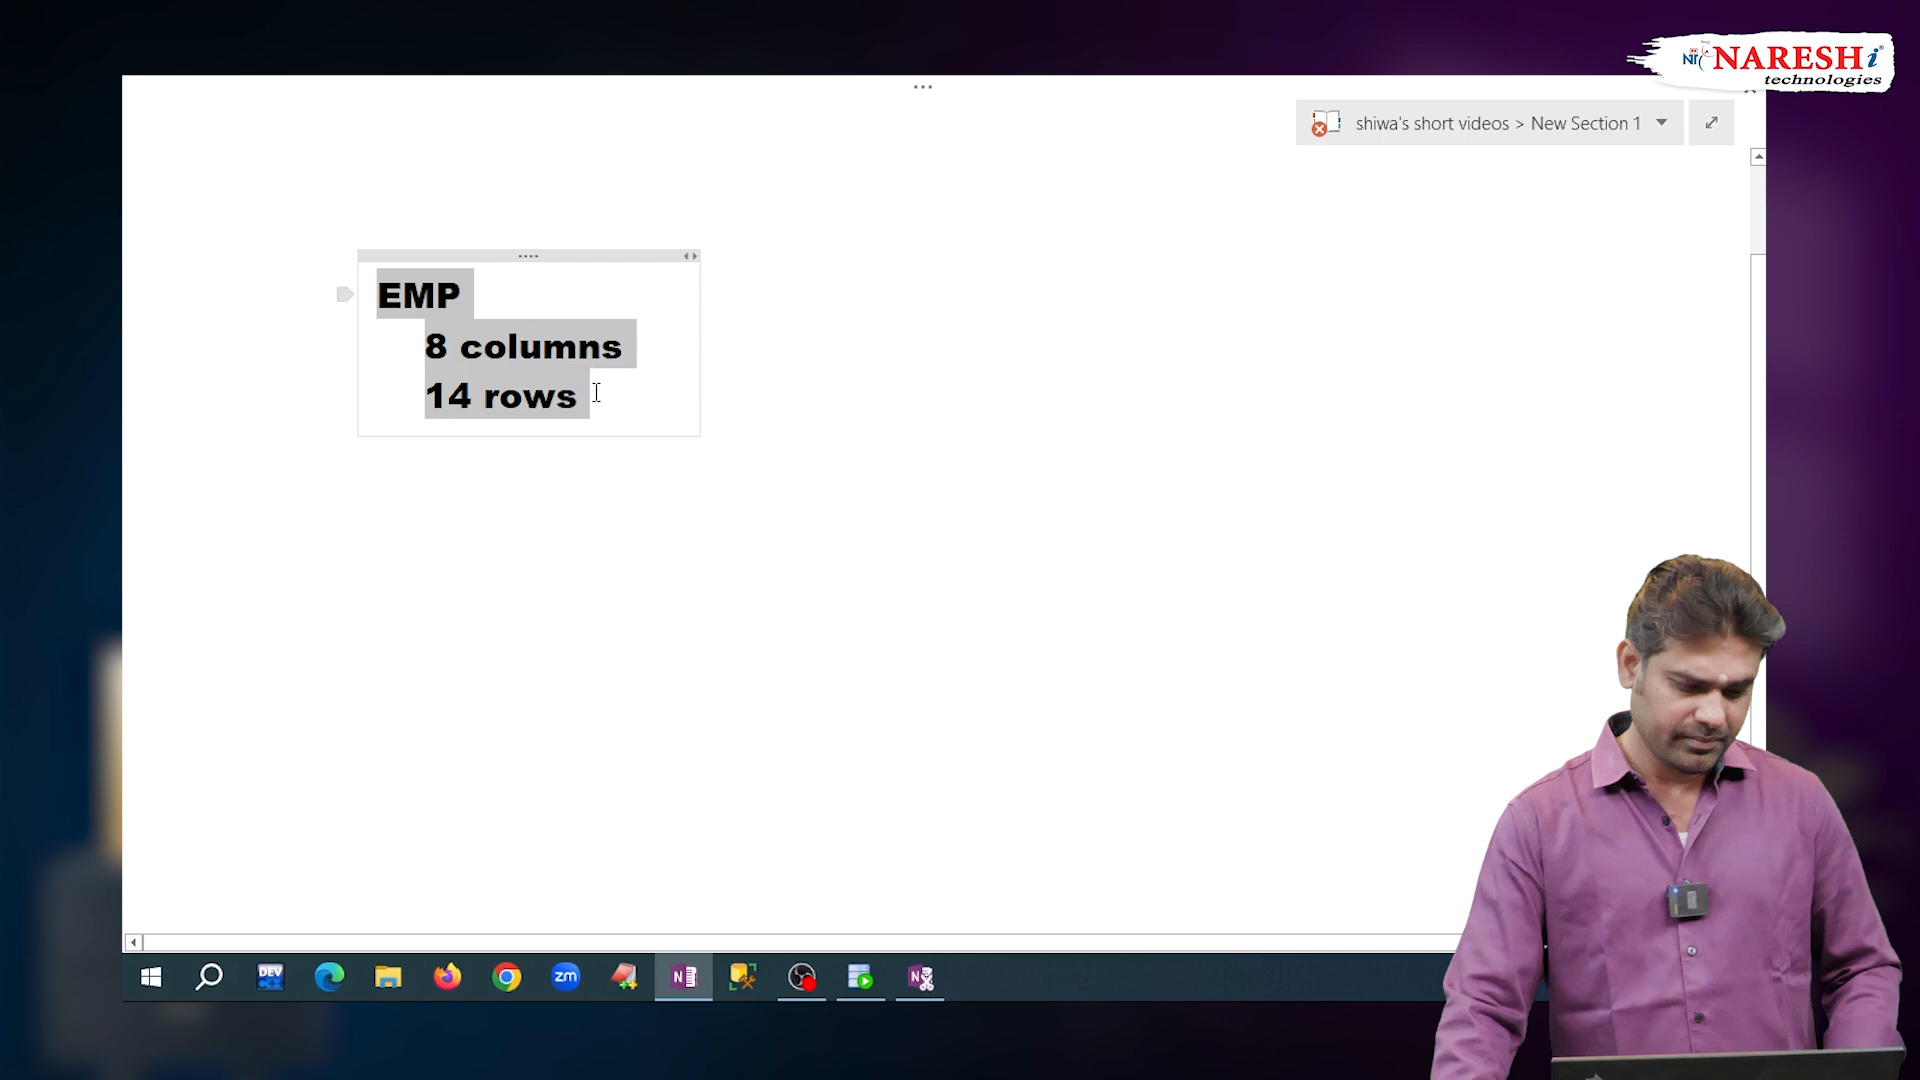 NARESH i
technologies
shiwa's short videos > New Section 1
EMP
8 columns
14 rows
DEV
zm
N
N